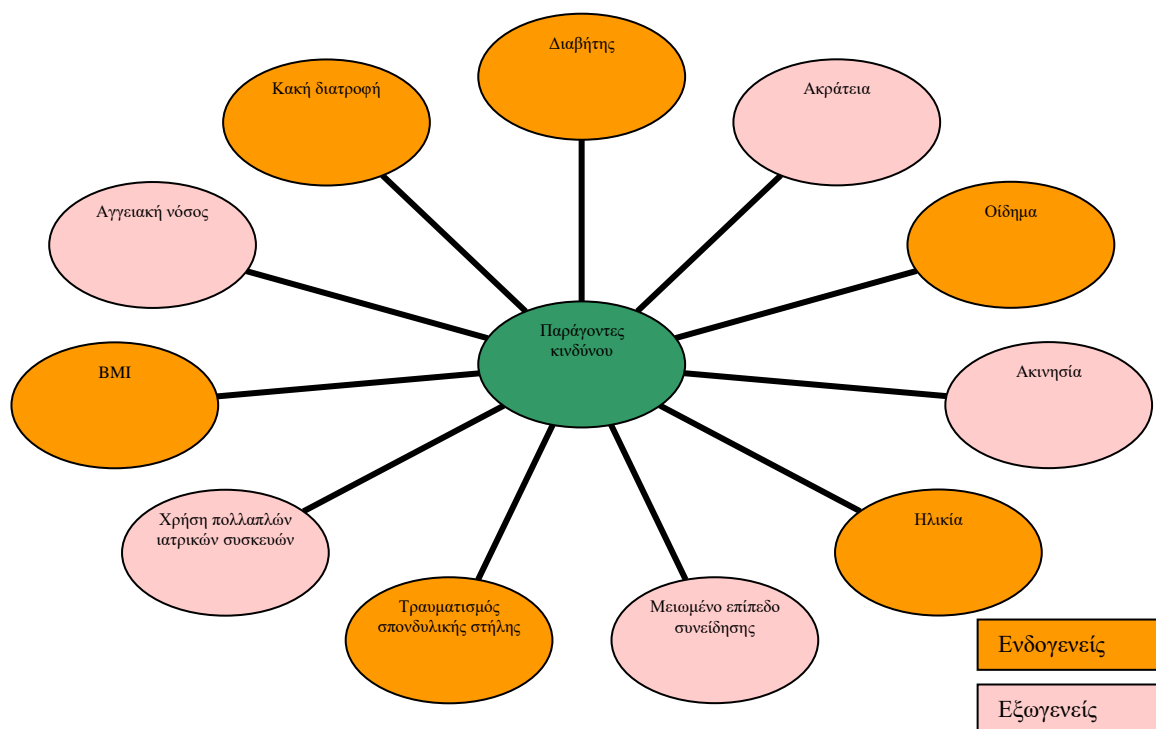 Διαβήτης
Κακή διατροφή
Ακράτεια
Αγγειακή νόσος
Οίδημα
Παράγοντες
κινδύνου
BMI
Ακινησία
Χρήση πολλαπλών
ιατρικών συσκευών
Ηλικία
Τραυματισμός
σπονδυλικής στήλης
Μειωμένο επίπεδο
συνείδησης
Ενδογενείς
Εξωγενείς